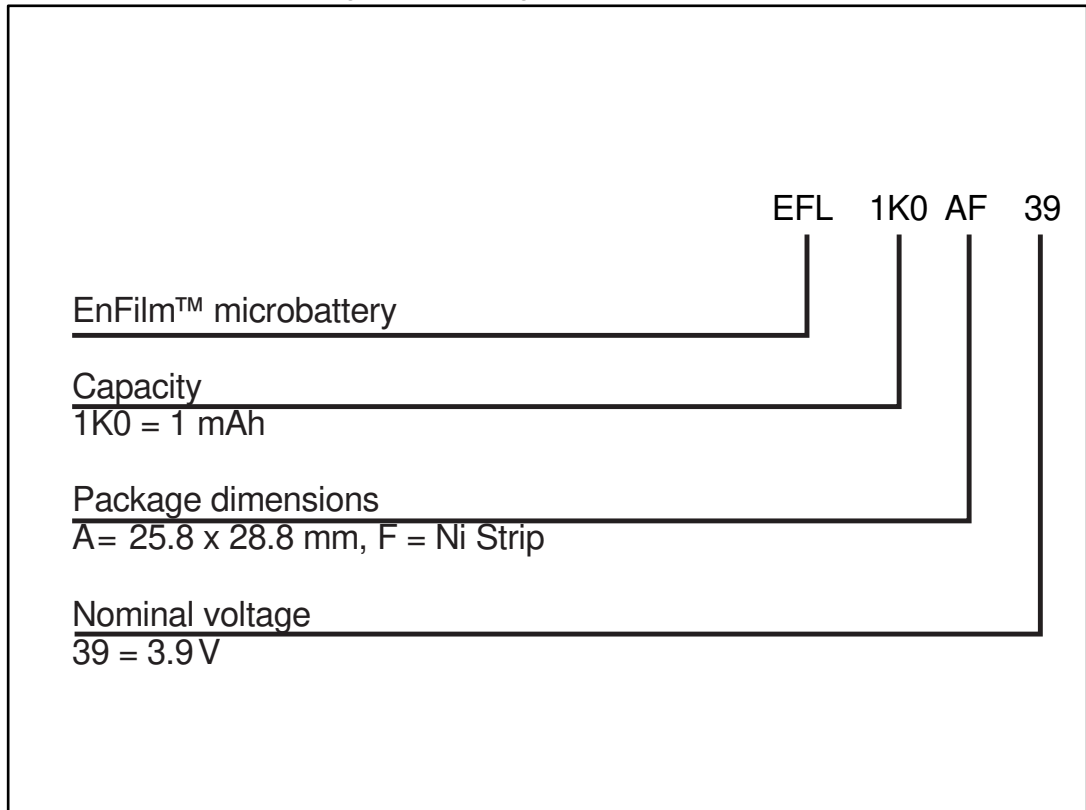 EFL 1K0 AF 39
EnFilm™ microbattery
Capacity
1K0 = 1 mAh
Package dimensions
A= 25.8 x 28.8 mm, F = Ni Strip
Nominal voltage
39 = 3.9 V